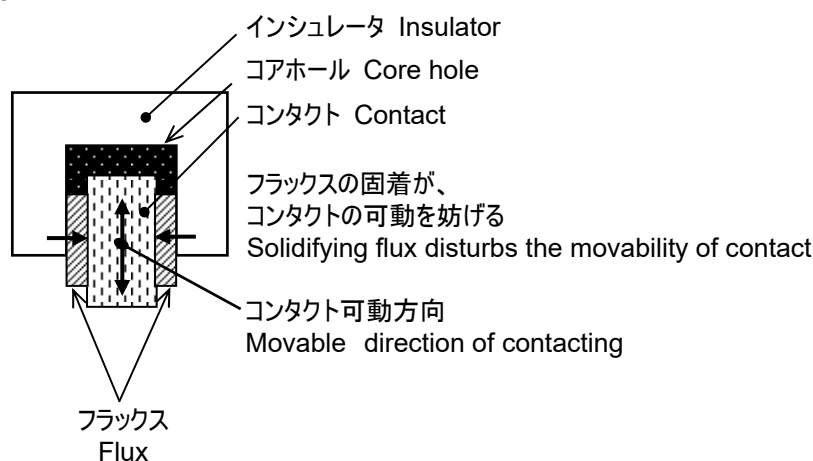 インシュレータ Insulator
コアホール Core hole
コンタクト Contact
フラックスの固着が、
コンタクトの可動を妨げる
Solidifying flux disturbs the movability of contact
コンタクト可動方向
Movable direction of contacting
フラックス
Flux